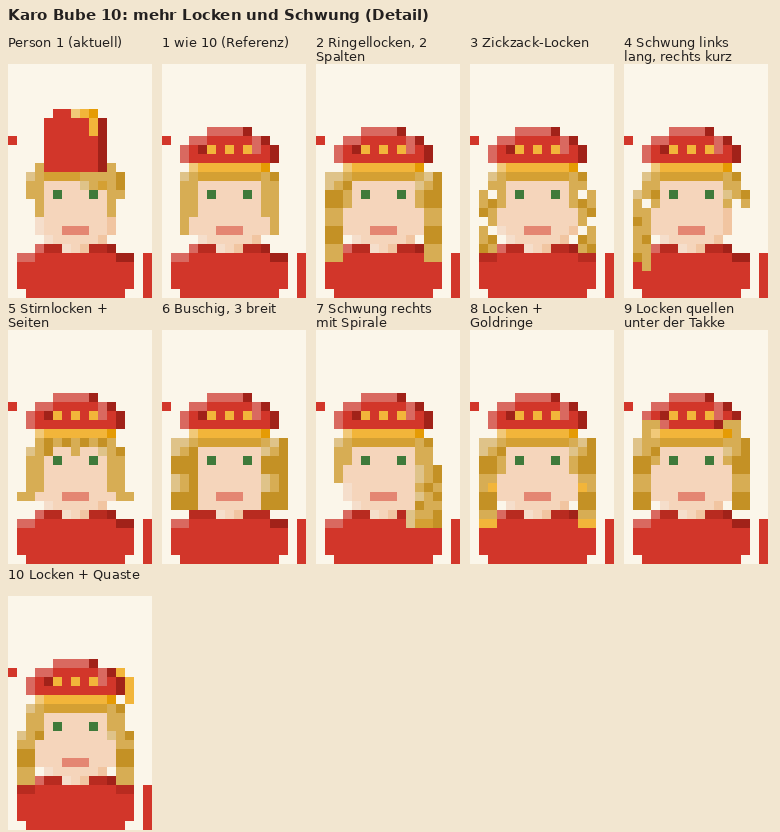 Karo Bube 10: mehr Locken und Schwung (Detail)
Person 1 (aktuell)
1 wie 10 (Referenz)
2 Ringellocken, 2
Spalten
3 Zickzack-Locken
4 Schwung links
lang, rechts kurz
5 Stirnlocken +
Seiten
6 Buschig, 3 breit
7 Schwung rechts
mit Spirale
8 Locken +
Goldringe
9 Locken quellen
unter der Takke
10 Locken + Quaste